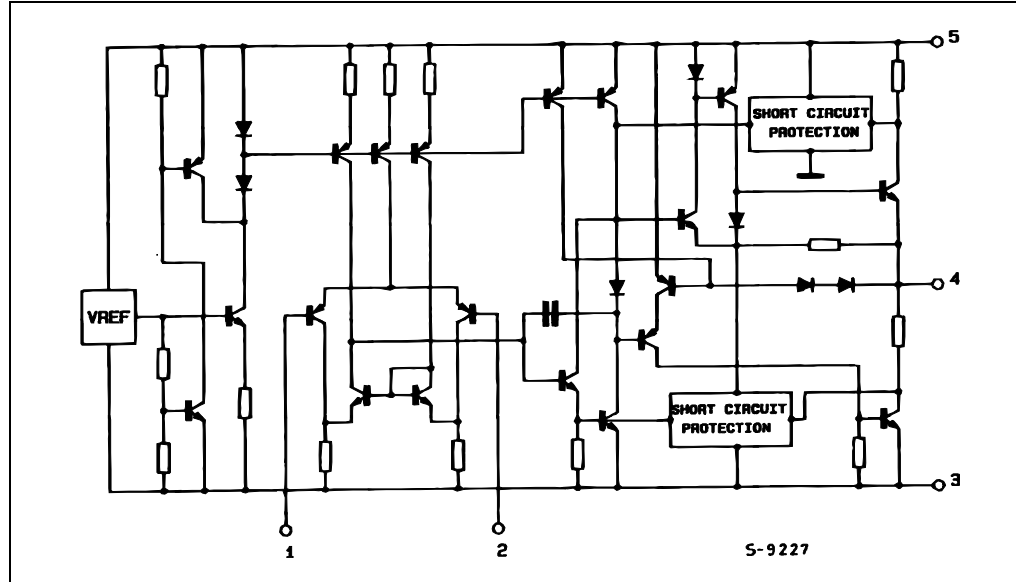 5
SHORT CIRCUIT
PROTECTION
4
VREF
SHORT CIRCUIT
PROTECTION
3
1
2
S-9227